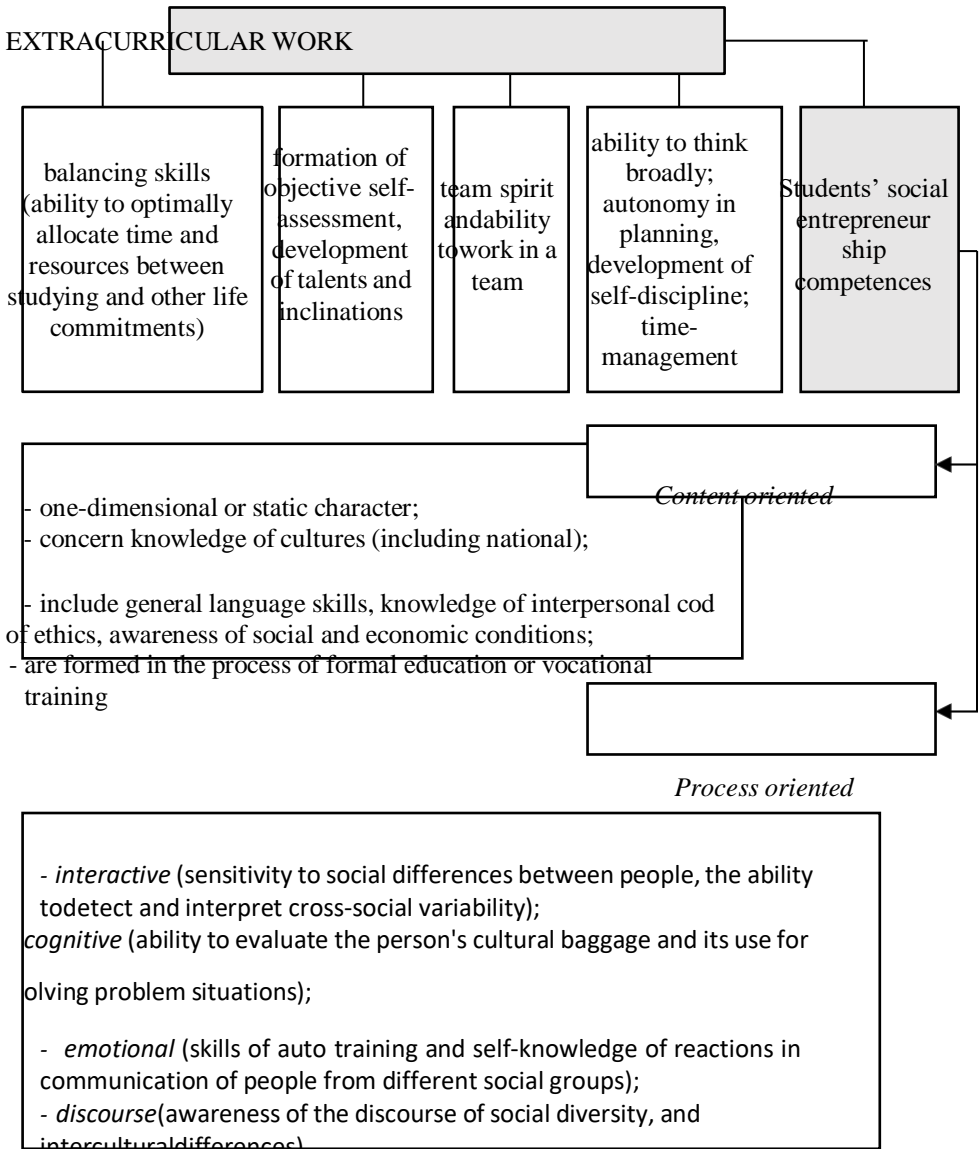 EXTRACURRICULAR WORK
balancing skills
(ability to optimally
allocate time and
resources between
studying and other life
commitments)
formation of
objective self-
assessment,
development
of talents and
inclinations
team spirit
andability
towork in a
team
ability to think
broadly;
autonomy in
planning,
development of
self-discipline;
time-
management
Students’ social
entrepreneur
ship
competences
Content oriented
- one-dimensional or static character;
- concern knowledge of cultures (including national);
- include general language skills, knowledge of interpersonal cod
of ethics, awareness of social and economic conditions;
- are formed in the process of formal education or vocational
training
Process oriented
- interactive (sensitivity to social differences between people, the ability
todetect and interpret cross-social variability);
cognitive (ability to evaluate the person's cultural baggage and its use for
olving problem situations);
- emotional (skills of auto training and self-knowledge of reactions in
communication of people from different social groups);
- discourse(awareness of the discourse of social diversity, and
interculturaldifferences)